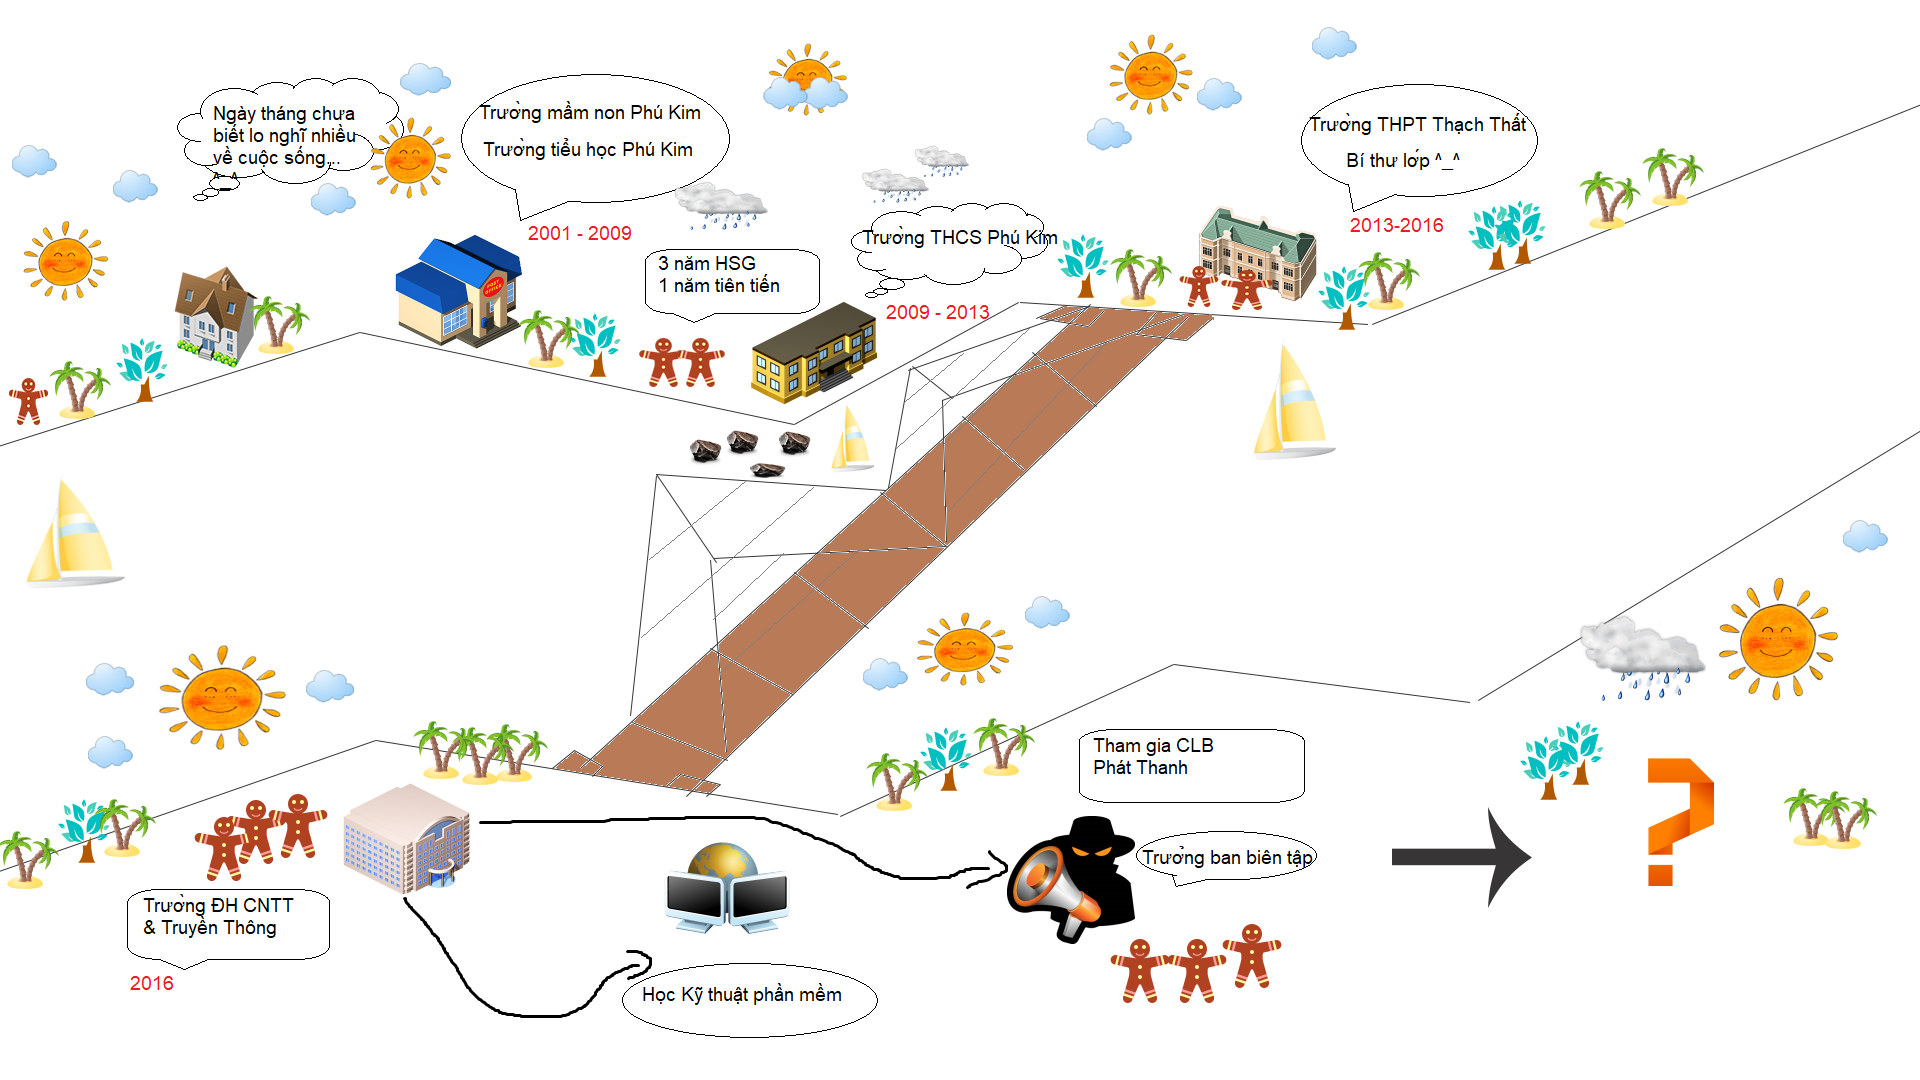 Ngày tháng chưa
biết lo nghĩ nhiều
về cuộc sống...
^_^
Trường mầm non Phú Kim
Trường tiểu học Phú Kim
2001 - 2009
POST
OFFICE
3 năm HSG
1 năm tiên tiến
Trường THCS Phú Kim
2009 - 2013
Trường THPT Thạch Thất
Bí thư lớp ^_^
2013-2016
Trường ĐH CNTT
& Truyền Thông
2016
Học Kỹ thuật phần mềm
Tham gia CLB
Phát Thanh
Trưởng ban biên tập
?